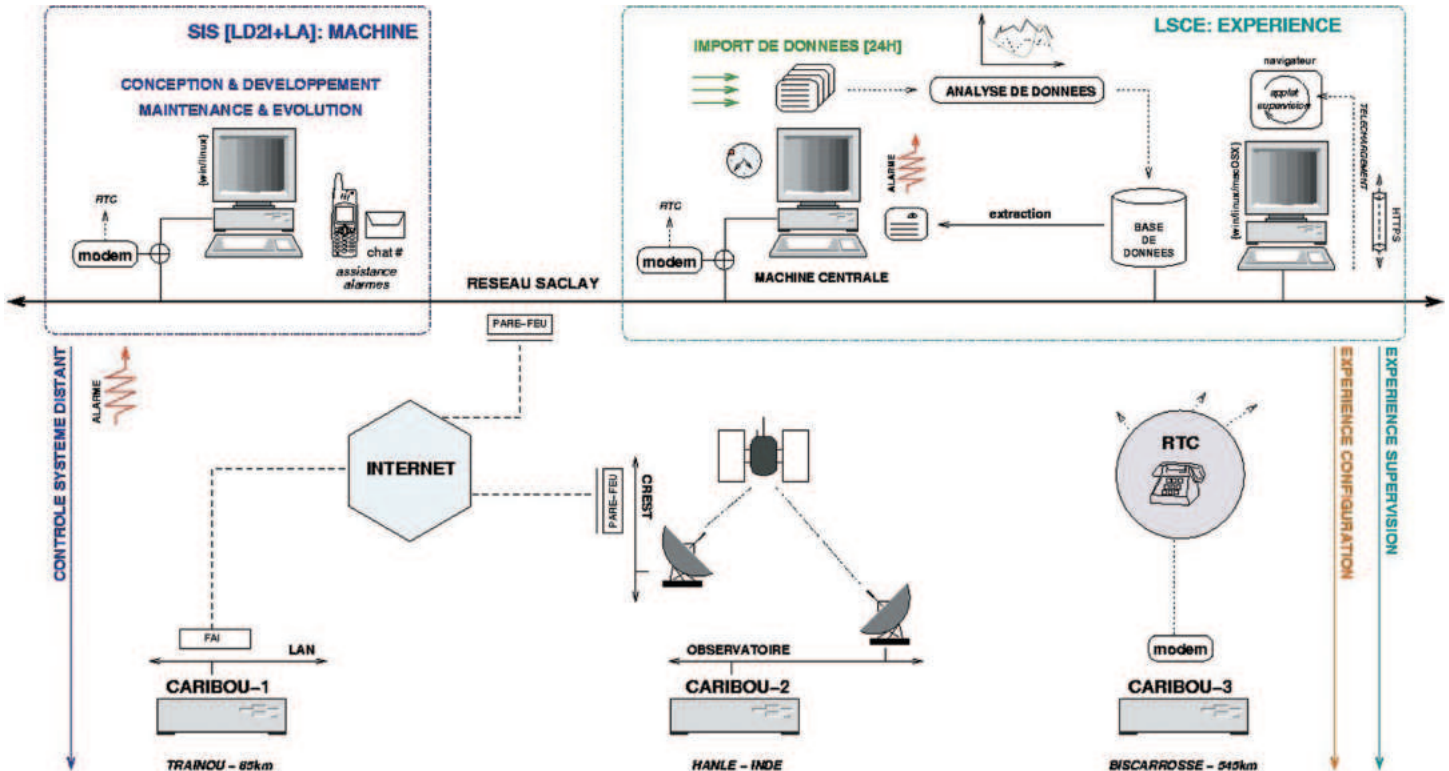 SIS [LD2I+LA]: MACHINE
CONCEPTION & DEVELOPPEMENT
MAINTENANCE & EVOLUTION
(win/linux)
RTC
modem
chat #
assistance
alarmes
LSCE: EXPERIENCE
IMPORT DE DONNEES [24H]
ANALYSE DE DONNEES
navigateur
applet
supervision
TELECHARGEMENT
HTTPS
(win/linux/macOSX)
ALARME
RTC
modem
extraction
BASE
DE
DONNEES
MACHINE CENTRALE
RESEAU SACLAY
PARE-FEU
CONTROLE SYSTEME DISTANT
ALARME
INTERNET
PARE-FEU
CREST
RTC
EXPERIENCE CONFIGURATION
EXPERIENCE SUPERVISION
FAI
LAN
OBSERVATOIRE
modem
CARIBOU-1
CARIBOU-2
CARIBOU-3
TRAINOU - 85km
HANLE - INDE
BISCARROSSE - 545km